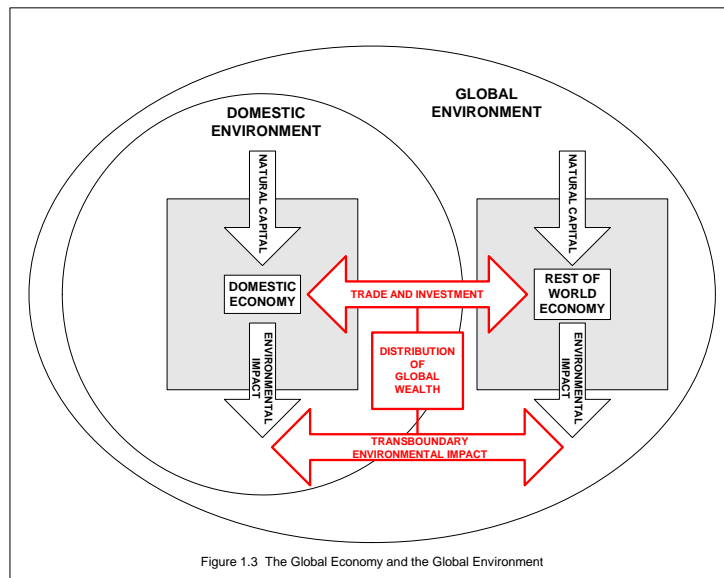 GLOBAL
ENVIRONMENT
DOMESTIC
ENVIRONMENT
NATURAL CAPITAL
NATURAL CAPITAL
DOMESTIC
ECONOMY
TRADE AND INVESTMENT
REST OF
WORLD
ECONOMY
ENVIRONMENTAL
IMPACT
DISTRIBUTION
OF
GLOBAL
WEALTH
ENVIRONMENTAL
IMPACT
TRANSBOUNDARY
ENVIRONMENTAL IMPACT
Figure 1.3 The Global Economy and the Global Environment